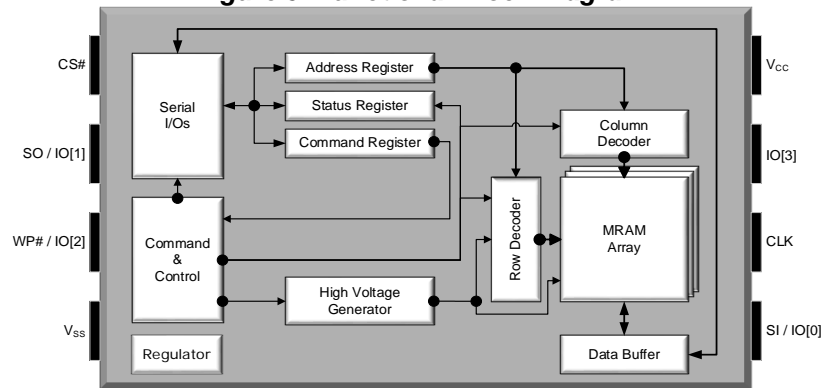 CS#
SO / IO[1]
WP# / IO[2]
VSS
Serial
I/Os
Address Register
Status Register
Command Register
Command
&
Control
High Voltage
Generator
Regulator
Row Decoder
Column
Decoder
MRAM
Array
Data Buffer
VCC
IO[3]
CLK
SI / IO[0]